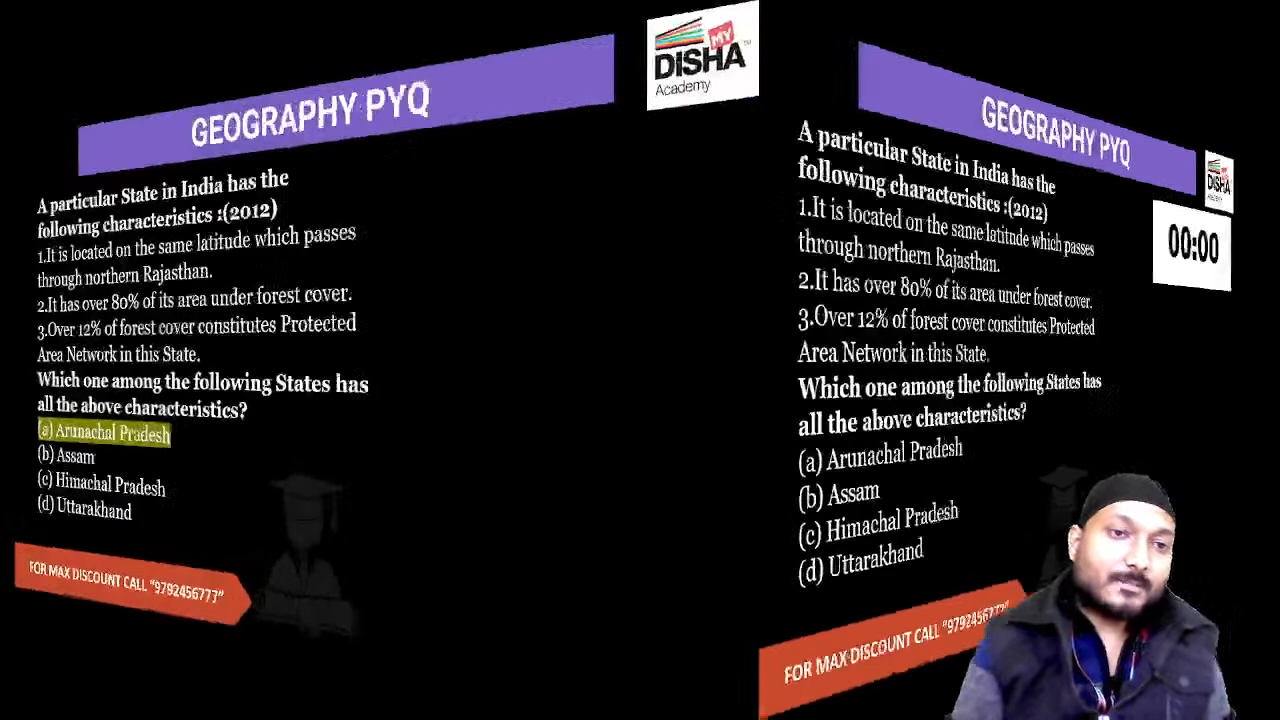 GEOGRAPHY PYQ
A particular State in India has the
following characteristics :(2012)
1.It is located on the same latitude which passes
through northern Rajasthan.
2.It has over 80% of its area under forest cover.
3.Over 12% of forest cover constitutes Protected
Area Network in this State.
Which one among the following States has
all the above characteristics?
(a) Arunachal Pradesh
(b) Assam
(c) Himachal Pradesh
(d) Uttarakhand
FOR MAX DISCOUNT CALL "9792456777"
MY
DISHA
TM
Academy
GEOGRAPHY PYQ
MY
DISHA
ACADEMY
00:00
A particular State in India has the
following characteristics :(2012)
1.It is located on the same latitude which passes
through northern Rajasthan.
2.It has over 80% of its area under forest cover.
3.Over 12% of forest cover constitutes Protected
Area Network in this State.
Which one among the following States has
all the above characteristics?
(a) Arunachal Pradesh
(b) Assam
(c) Himachal Pradesh
(d) Uttarakhand
FOR MAX DISCOUNT CALL